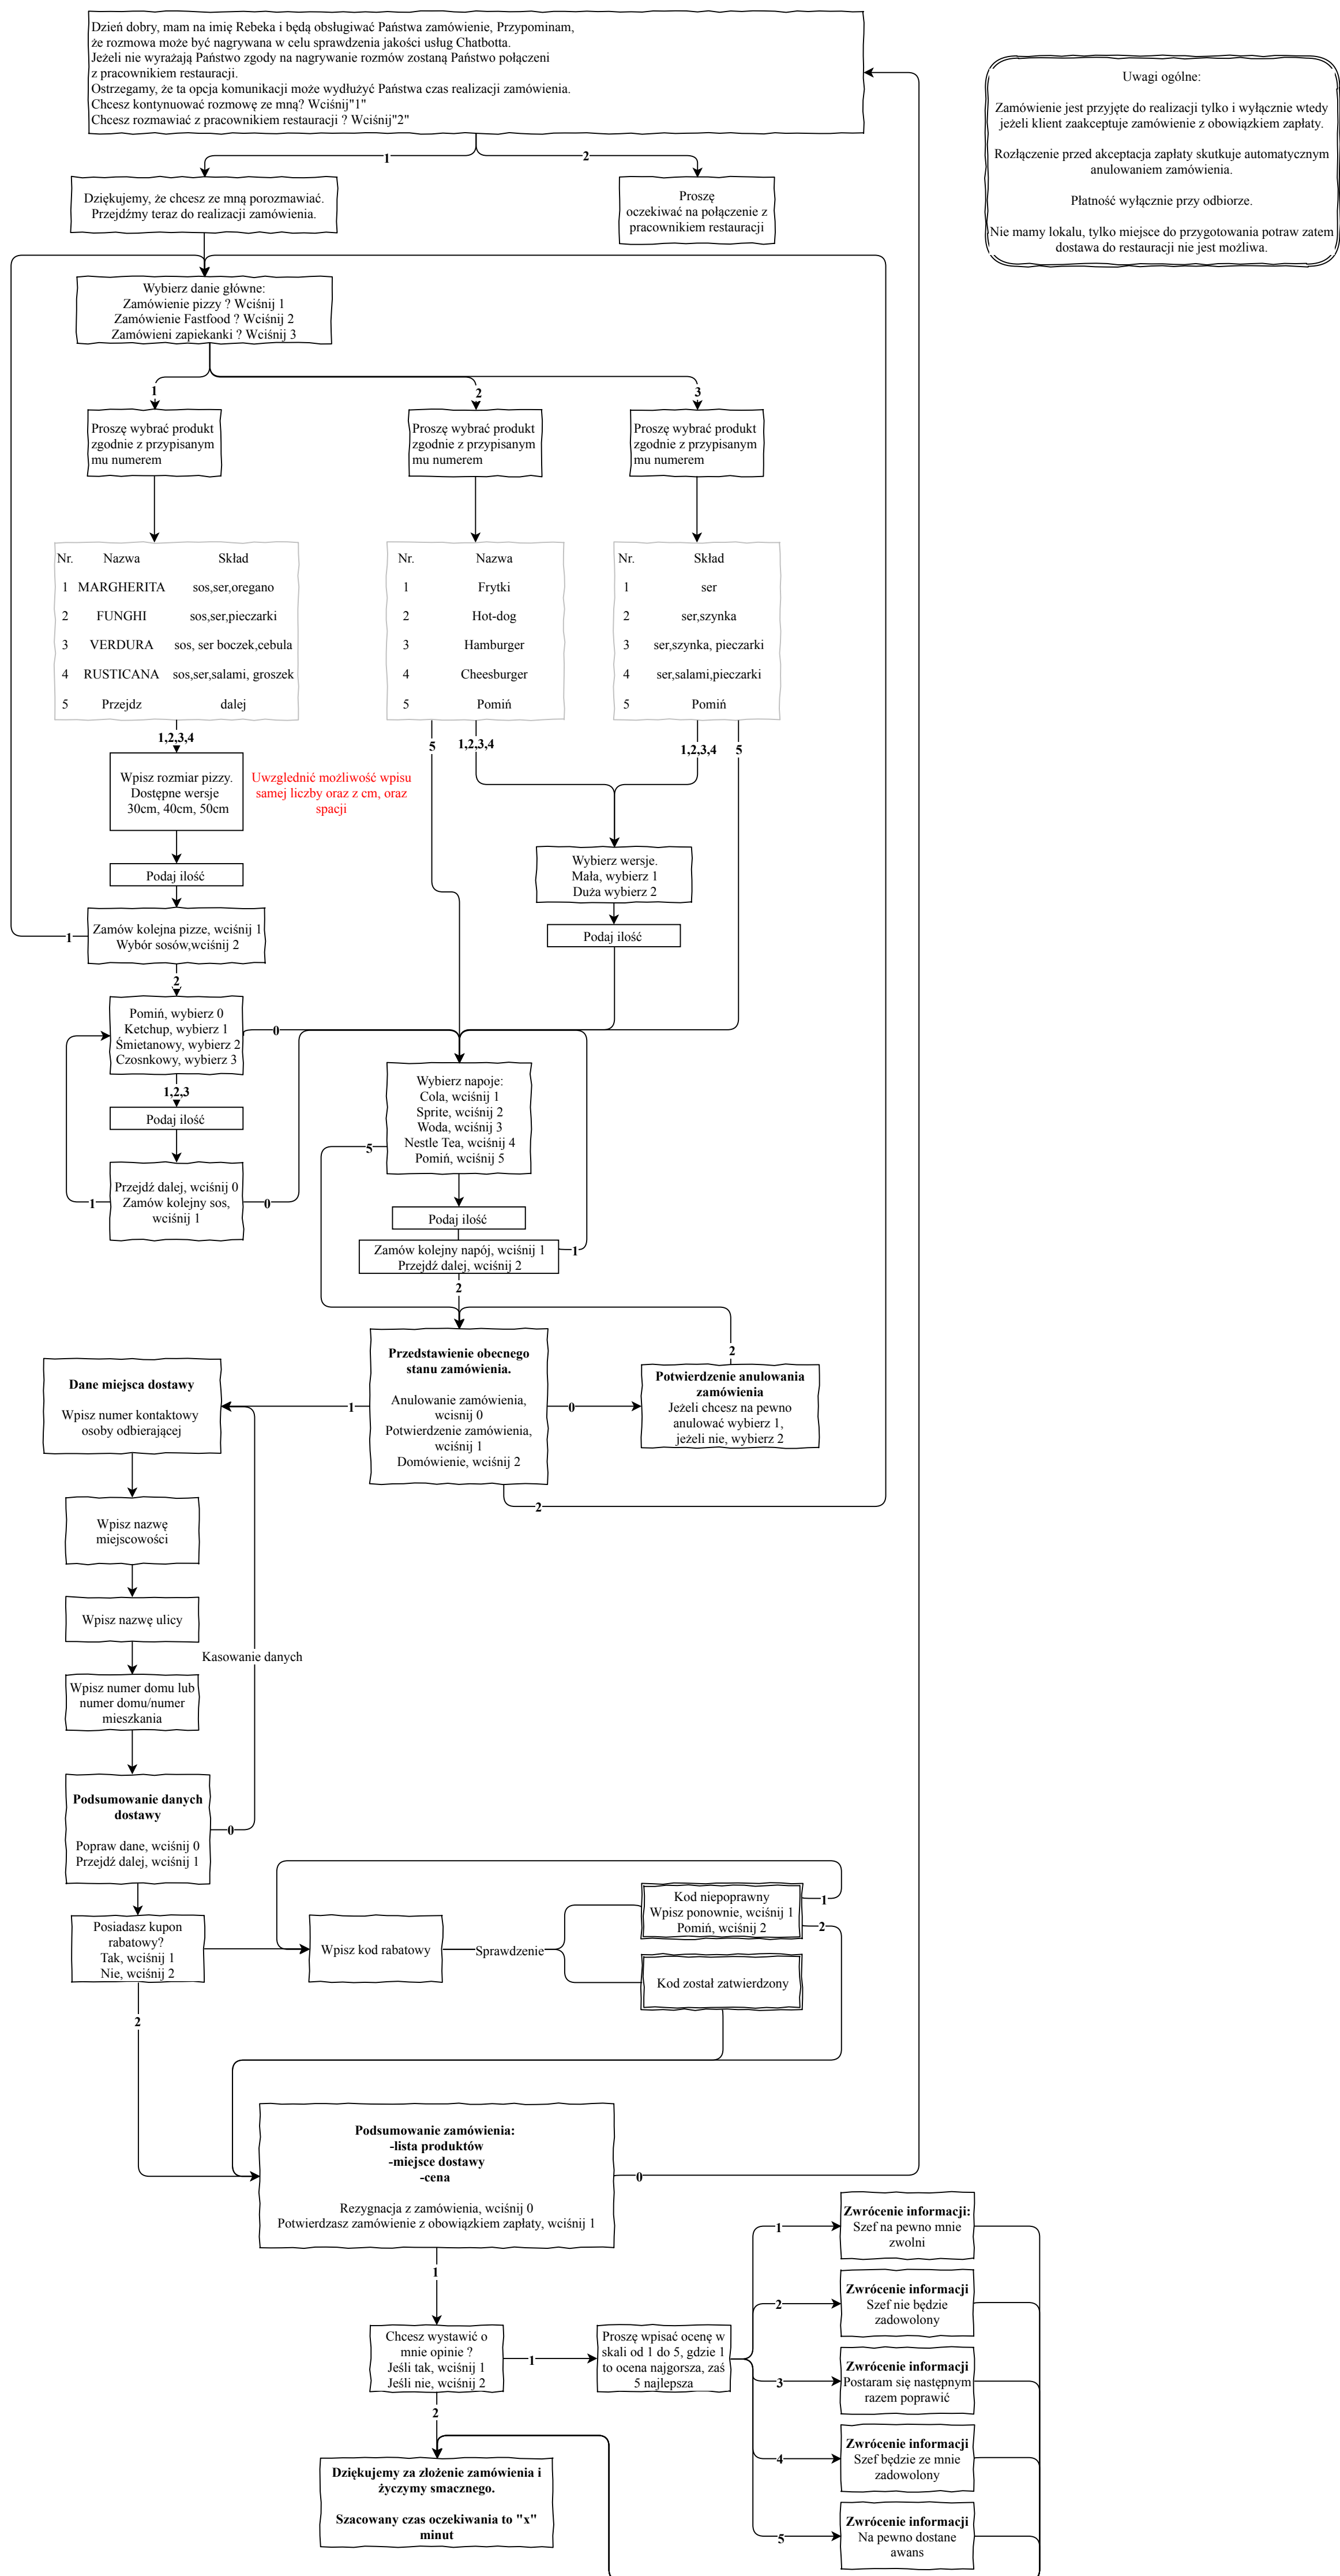 Dzień dobry, mam na imię Rebeka i będą obsługiwać Państwa zamówienie, Przypominam,
że rozmowa może być nagrywana w celu sprawdzenia jakości usług Chatbotta.
Jeżeli nie wyrażają Państwo zgody na nagrywanie rozmów zostaną Państwo połączeni
z pracownikiem restauracji.
Ostrzegamy, że ta opcja komunikacji może wydłużyć Państwa czas realizacji zamówienia.
Chcesz kontynuować rozmowę ze mną? Wciśnij"1"
Chcesz rozmawiać z pracownikiem restauracji ? Wciśnij"2"
Uwagi ogólne:
Zamówienie jest przyjęte do realizacji tylko i wyłącznie wtedy
jeżeli klient zaakceptuje zamówienie z obowiązkiem zapłaty.
Rozłączenie przed akceptacja zapłaty skutkuje automatycznym
anulowaniem zamówienia.
Płatność wyłącznie przy odbiorze.
Nie mamy lokalu, tylko miejsce do przygotowania potraw zatem
dostawa do restauracji nie jest możliwa.
1
2
Dziękujemy, że chcesz ze mną porozmawiać.
Przejdźmy teraz do realizacji zamówienia.
Proszę
oczekiwać na połączenie z
pracownikiem restauracji
Wybierz danie główne:
Zamówienie pizzy ? Wciśnij 1
Zamówienie Fastfood ? Wciśnij 2
Zamówieni zapiekanki ? Wciśnij 3
1
2
3
Proszę wybrać produkt
zgodnie z przypisanym
mu numerem
Proszę wybrać produkt
zgodnie z przypisanym
mu numerem
Proszę wybrać produkt
zgodnie z przypisanym
mu numerem
Nr. Nazwa Skład
1 MARGHERITA sos,ser,oregano
2 FUNGHI sos,ser,pieczarki
3 VERDURA sos, ser boczek,cebula
4 RUSTICANA sos,ser,salami, groszek
5 Przejdz dalej
Nr. Nazwa
1 Frytki
2 Hot-dog
3 Hamburger
4 Cheesburger
5 Pomiń
Nr. Skład
1 ser
2 ser,szynka
3 ser,szynka, pieczarki
4 ser,salami,pieczarki
5 Pomiń
1,2,3,4
5
1,2,3,4
1,2,3,4
5
Wpisz rozmiar pizzy.
Dostępne wersje
30cm, 40cm, 50cm
Uwzglednić możliwość wpisu
samej liczby oraz z cm, oraz
spacji
Podaj ilość
Wybierz wersje.
Mała, wybierz 1
Duża wybierz 2
Podaj ilość
Zamów kolejna pizze, wciśnij 1
Wybór sosów,wciśnij 2
1
2
Pomiń, wybierz 0
Ketchup, wybierz 1
Śmietanowy, wybierz 2
Czosnkowy, wybierz 3
0
1,2,3
Podaj ilość
Przejdź dalej, wciśnij 0
Zamów kolejny sos,
wciśnij 1
1
0
Wybierz napoje:
Cola, wciśnij 1
Sprite, wciśnij 2
Woda, wciśnij 3
Nestle Tea, wciśnij 4
Pomiń, wciśnij 5
5
Podaj ilość
Zamów kolejny napój, wciśnij 1
Przejdź dalej, wciśnij 2
1
2
Przedstawienie obecnego
stanu zamówienia.
Anulowanie zamówienia,
wcisnij 0
Potwierdzenie zamówienia,
wciśnij 1
Domówienie, wciśnij 2
1
0
2
2
Potwierdzenie anulowania
zamówienia
Jeżeli chcesz na pewno
anulować wybierz 1,
jeżeli nie, wybierz 2
Dane miejsca dostawy
Wpisz numer kontaktowy
osoby odbierającej
Wpisz nazwę
miejscowości
Wpisz nazwę ulicy
Kasowanie danych
Wpisz numer domu lub
numer domu/numer
mieszkania
Podsumowanie danych
dostawy
Popraw dane, wciśnij 0
Przejdź dalej, wciśnij 1
0
Posiadasz kupon
rabatowy?
Tak, wciśnij 1
Nie, wciśnij 2
Wpisz kod rabatowy
Sprawdzenie
Kod niepoprawny
Wpisz ponownie, wciśnij 1
Pomiń, wciśnij 2
1
2
Kod został zatwierdzony
2
Podsumowanie zamówienia:
-lista produktów
-miejsce dostawy
-cena
Rezygnacja z zamówienia, wciśnij 0
Potwierdzasz zamówienie z obowiązkiem zapłaty, wciśnij 1
0
1
Chcesz wystawić o
mnie opinie ?
Jeśli tak, wciśnij 1
Jeśli nie, wciśnij 2
1
2
Proszę wpisać ocenę w
skali od 1 do 5, gdzie 1
to ocena najgorsza, zaś
5 najlepsza
1
Zwrócenie informacji:
Szef na pewno mnie
zwolni
2
Zwrócenie informacji
Szef nie będzie
zadowolony
3
Zwrócenie informacji
Postaram się następnym
razem poprawić
4
Zwrócenie informacji
Szef będzie ze mnie
zadowolony
5
Zwrócenie informacji
Na pewno dostane
awans
Dziękujemy za złożenie zamówienia i
życzymy smacznego.
Szacowany czas oczekiwania to "x"
minut